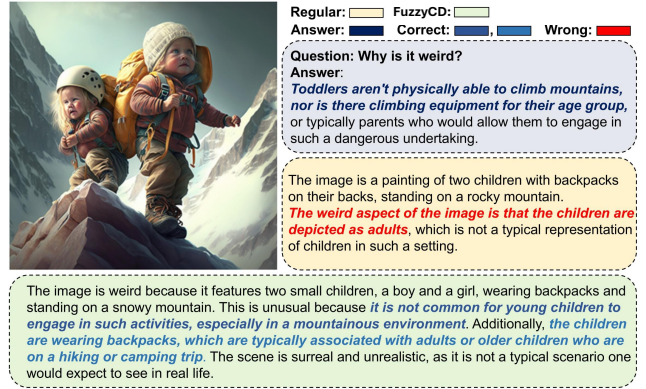 Regular: FuzzyCD:
Answer: Correct: , Wrong:
Question: Why is it weird?
Answer:
Toddlers aren't physically able to climb mountains,
nor is there climbing equipment for their age group,
or typically parents who would allow them to engage in
such a dangerous undertaking.
The image is a painting of two children with backpacks
on their backs, standing on a rocky mountain.
The weird aspect of the image is that the children are
depicted as adults, which is not a typical representation
of children in such a setting.
The image is weird because it features two small children, a boy and a girl, wearing backpacks and
standing on a snowy mountain. This is unusual because it is not common for young children to
engage in such activities, especially in a mountainous environment. Additionally, the children
are wearing backpacks, which are typically associated with adults or older children who are
on a hiking or camping trip. The scene is surreal and unrealistic, as it is not a typical scenario one
would expect to see in real life.